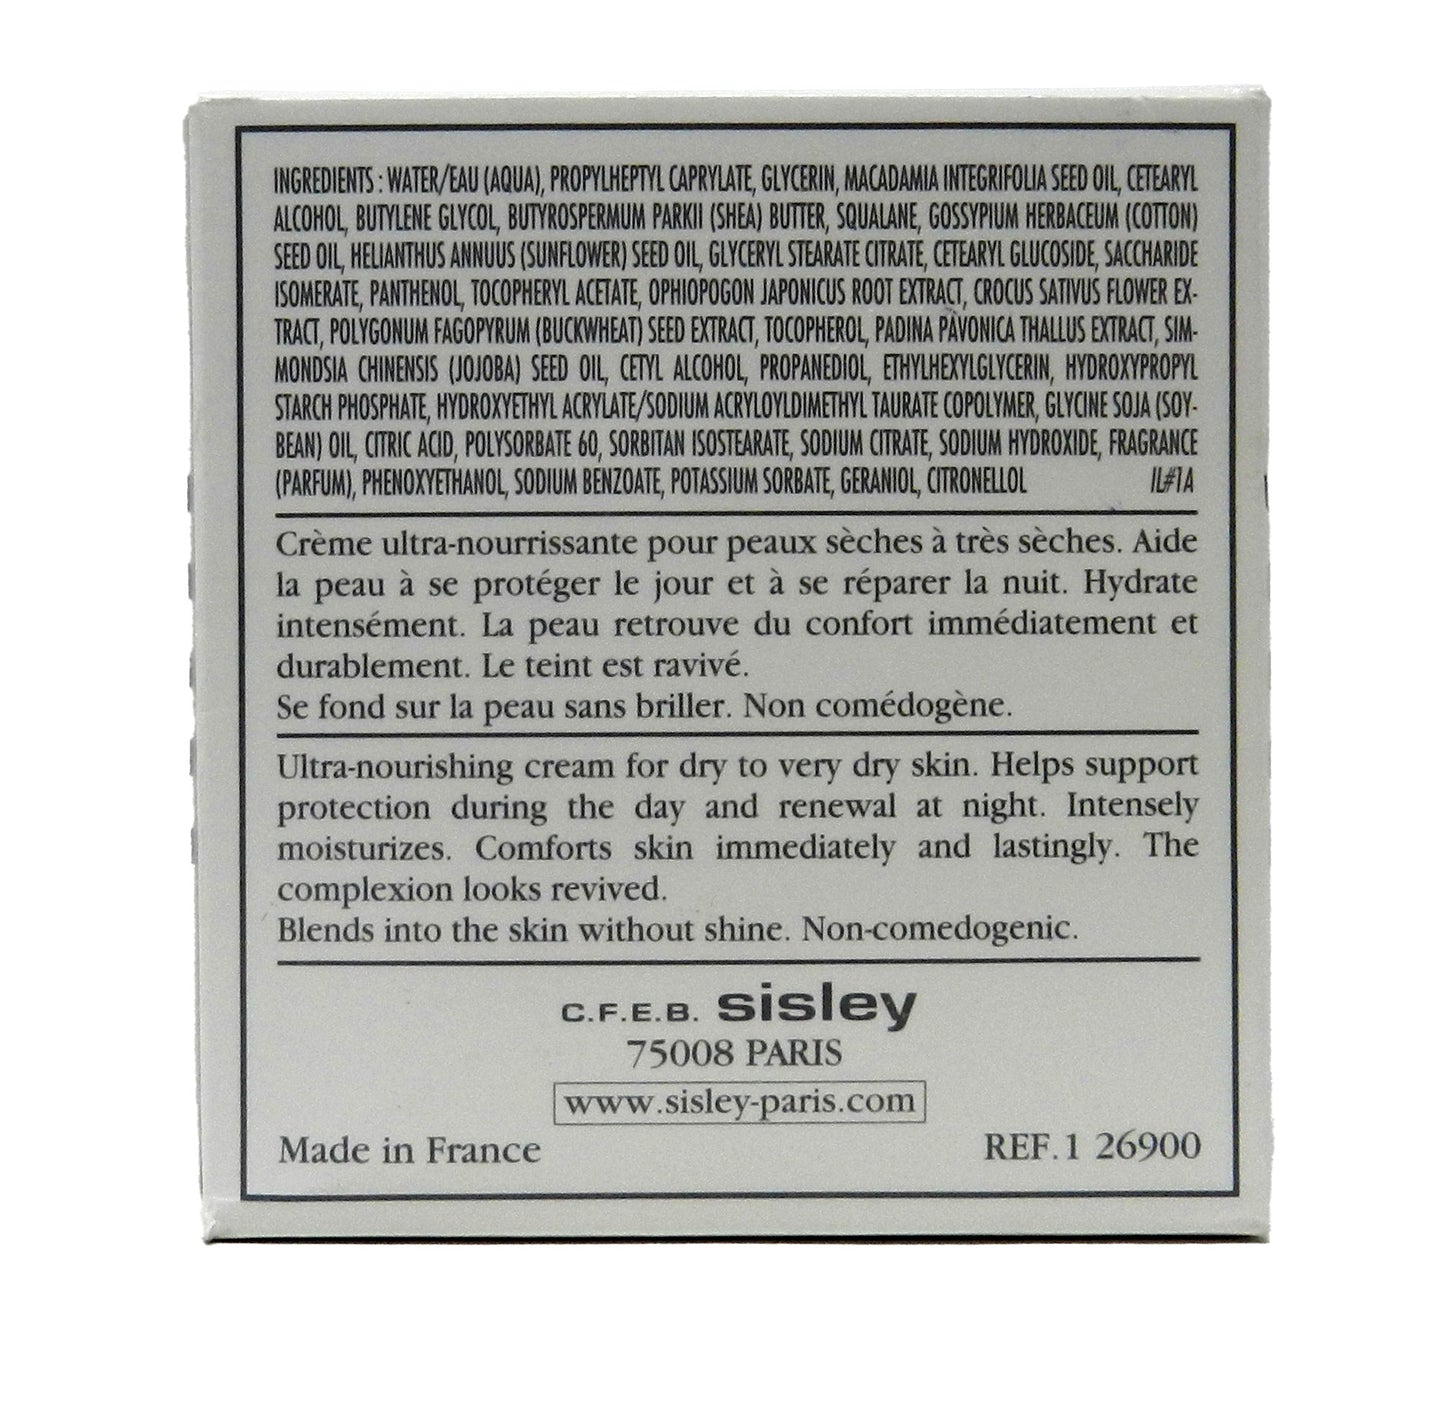 INGREDIENTS : WATER/EAU (AQUA), PROPYLHEPTYL CAPRYLATE, GLYCERIN, MACADAMIA INTEGRIFOLIA SEED OIL, CETEARYL
ALCOHOL, BUTYLENE GLYCOL, BUTYROSPERMUM PARKII (SHEA) BUTTER, SQUALANE, GOSSYPIUM HERBACEUM (COTTON)
SEED OIL, HELIANTHUS ANNUUS (SUNFLOWER) SEED OIL, GLYCERYL STEARATE CITRATE, CETEARYL GLUCOSIDE, SACCHARIDE
ISOMERATE, PANTHENOL, TOCOPHERYL ACETATE, OPHIOPOGON JAPONICUS ROOT EXTRACT, CROCUS SATIVUS FLOWER EX-
TRACT, POLYGONUM FAGOPYRUM (BUCKWHEAT) SEED EXTRACT, TOCOPHEROL, PADINA PAVONICA THALLUS EXTRACT, SIM-
MONDSIA CHINENSIS (JOJOBA) SEED OIL, CETYL ALCOHOL, PROPANEDIOL, ETHYLHEXYLGLYCERIN, HYDROXYPROPYL
STARCH PHOSPHATE, HYDROXYETHYL ACRYLATE/SODIUM ACRYLOYLDIMETHYL TAURATE COPOLYMER, GLYCINE SOJA (SOY-
BEAN) OIL, CITRIC ACID, POLYSORBATE 60, SORBITAN ISOSTEARATE, SODIUM CITRATE, SODIUM HYDROXIDE, FRAGRANCE
(PARFUM), PHENOXYETHANOL, SODIUM BENZOATE, POTASSIUM SORBATE, GERANIOL, CITRONELLOL IL#1A
Crème ultra-nourrissante pour peaux sèches à très sèches. Aide
la peau à se protéger le jour et à se réparer la nuit. Hydrate
intensément. La peau retrouve du confort immédiatement et
durablement. Le teint est ravivé.
Se fond sur la peau sans briller. Non comédogène.
Ultra-nourishing cream for dry to very dry skin. Helps support
protection during the day and renewal at night. Intensely
moisturizes. Comforts skin immediately and lastingly. The
complexion looks revived.
Blends into the skin without shine. Non-comedogenic.
C.F.E.B. sisley
75008 PARIS
www.sisley-paris.com
Made in France REF. 1 26900